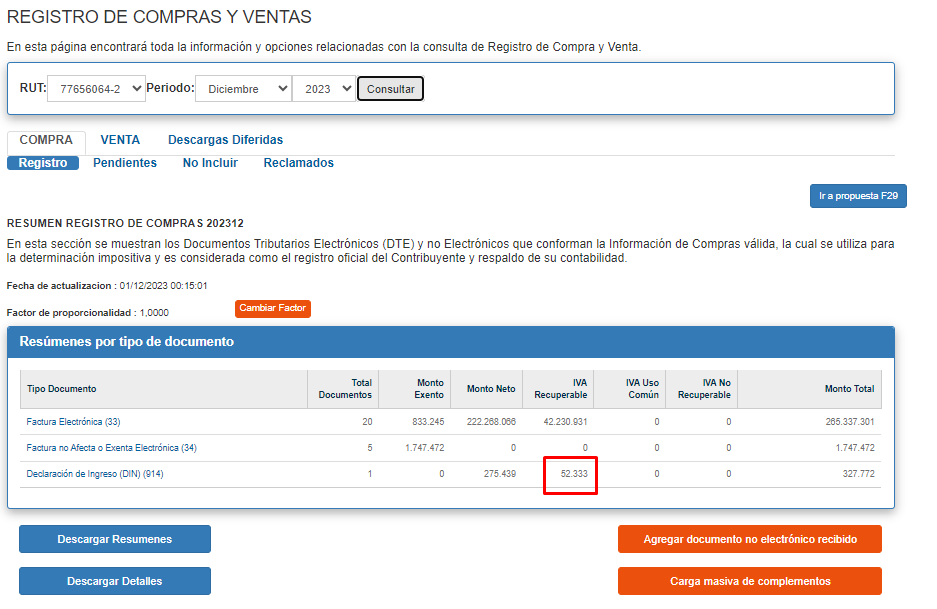 REGISTRO DE COMPRAS Y VENTAS
En esta página encontrará toda la información y opciones relacionadas con la consulta de Registro de Compra y Venta.
RUT: 77656064-2 Período: Diciembre 2023 Consultar
COMPRA VENTA Descargas Diferidas
Registro Pendientes No Incluir Reclamados
Ir a propuesta F29
RESUMEN REGISTRO DE COMPRAS 202312
En esta sección se muestran los Documentos Tributarios Electrónicos (DTE) y no Electrónicos que conforman la Información de Compras válida, la cual se utiliza para
la determinación impositiva y es considerada como el registro oficial del Contribuyente y respaldo de su contabilidad.
Fecha de actualizacion : 01/12/2023 00:15:01
Factor de proporcionalidad : 1,0000 Cambiar Factor
Resúmenes por tipo de documento
Tipo Documento Total Documentos Monto Exento Monto Neto IVA Recuperable IVA Uso Común IVA No Recuperable Monto Total
Factura Electrónica (33) 20 833.245 222.268.066 42.230.931 0 0 265.337.301
Factura no Afecta o Exenta Electrónica (34) 5 1.747.472 0 0 0 0 1.747.472
Declaración de Ingreso (DIN) (914) 1 0 275.439 52.333 0 0 327.772
Descargar Resumenes Agregar documento no electrónico recibido
Descargar Detalles Carga masiva de complementos